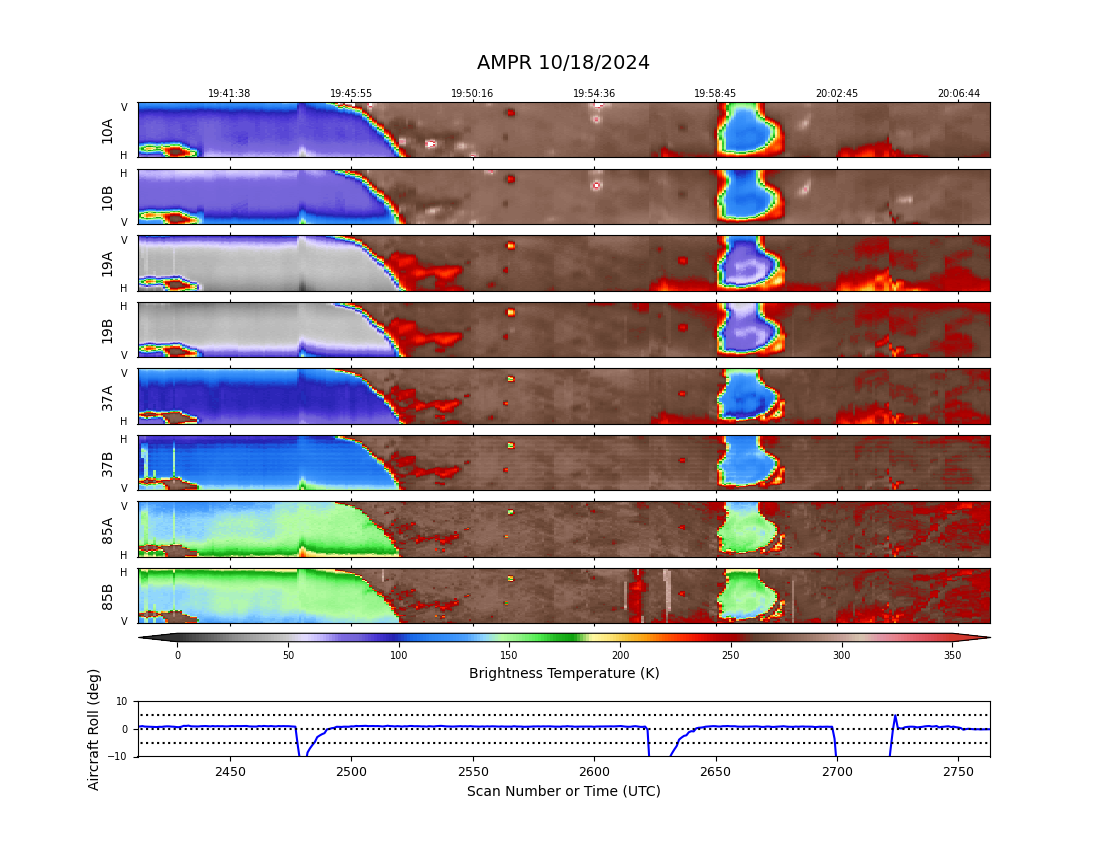 AMPR 10/18/2024
19:41:38 19:45:55 19:50:16 19:54:36 19:58:45 20:02:45 20:06:44
V
10A
H
H
10B
V
V
19A
H
H
19B
V
V
37A
H
H
37B
V
V
85A
H
H
85B
V
0 50 100 150 200 250 300 350
Brightness Temperature (K)
Aircraft Roll (deg)
10
0
−10
2450 2500 2550 2600 2650 2700 2750
Scan Number or Time (UTC)